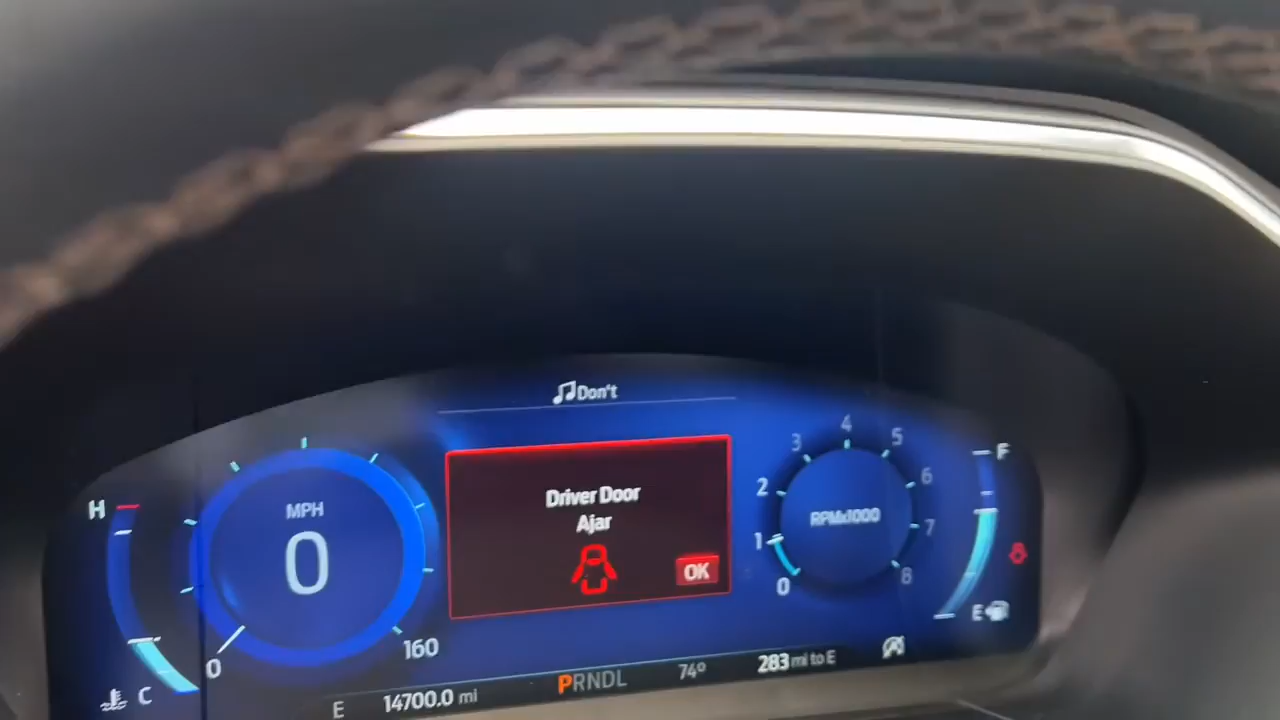 Don't
H
MPH
0
0
160
C
Driver Door
Ajar
OK
0
1
2
3
4
5
6
7
8
RPMx1000
F
E
E
14700.0 mi
PRNDL
74°
283 mi to E